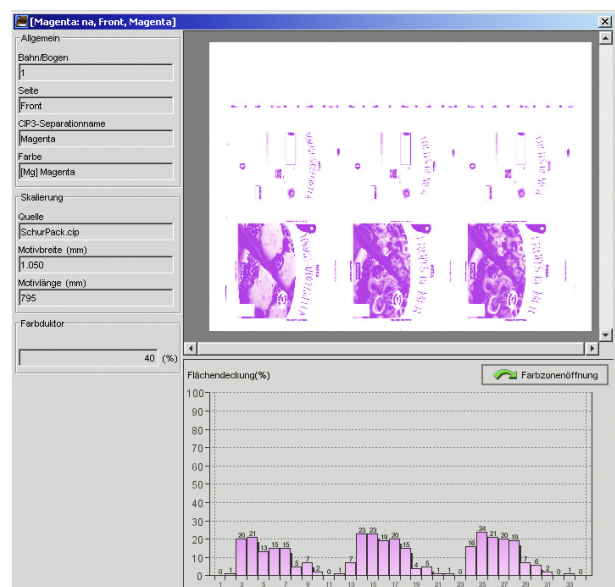 [Magenta: na, Front, Magenta]
Allgemein
Bahn/Bogen
1
Seite
Front
CIP3-Separationname
Magenta
Farbe
[Mg] Magenta
Skalierung
Quelle
SchurPack.cip
Motivbreite (mm)
1.050
Motivlänge (mm)
795
Farbduktor
40 (%)
Flächendeckung(%)
Farbzonenöffnung
100
90
80
70
60
50
40
30
20
10
0
0 1 20 21 13 15 15 5 7 2 0 1 7 23 23 19 20 15 4 5 1 1 0 16 24 21 20 19 7 6 2 0 1 0
1 3 5 7 9 11 13 15 17 19 21 23 25 27 29 31 33